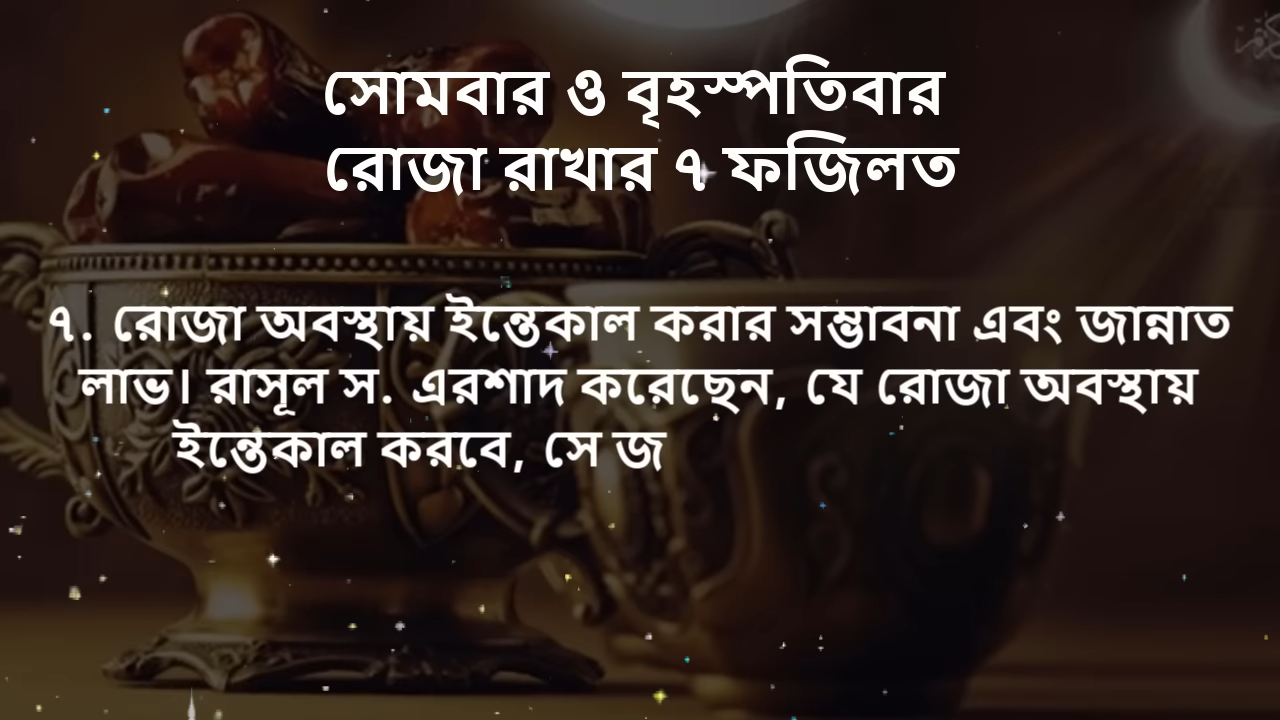 সোমবার ও বৃহস্পতিবার
রোজা রাখার ৭ ফজিলত
৭. রোজা অবস্থায় ইন্তেকাল করার সম্ভাবনা এবং জান্নাত
লাভ। রাসূল স. এরশাদ করেছেন, যে রোজা অবস্থায়
ইন্তেকাল করবে, সে জ